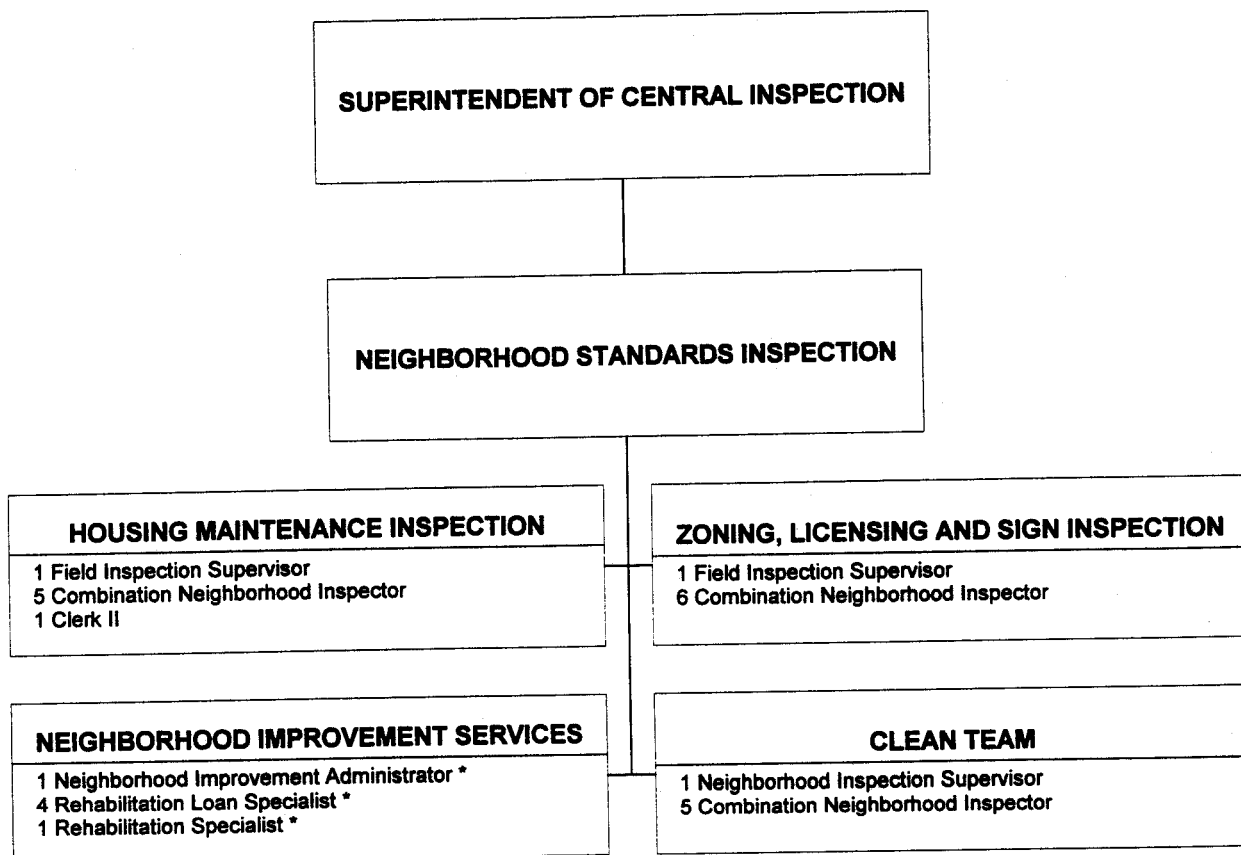 SUPERINTENDENT OF CENTRAL INSPECTION
NEIGHBORHOOD STANDARDS INSPECTION
HOUSING MAINTENANCE INSPECTION
1 Field Inspection Supervisor
5 Combination Neighborhood Inspector
1 Clerk II
ZONING, LICENSING AND SIGN INSPECTION
1 Field Inspection Supervisor
6 Combination Neighborhood Inspector
NEIGHBORHOOD IMPROVEMENT SERVICES
1 Neighborhood Improvement Administrator *
4 Rehabilitation Loan Specialist *
1 Rehabilitation Specialist *
CLEAN TEAM
1 Neighborhood Inspection Supervisor
5 Combination Neighborhood Inspector